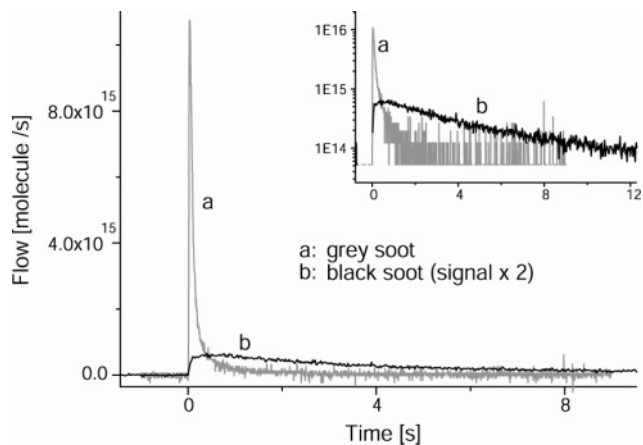 Flow [molecule /s]
8.0x10^15
4.0x10^15
0.0
0
4
8
Time [s]
a
b
a: grey soot
b: black soot (signal x 2)
1E16
1E15
1E14
a
b
0
4
8
12